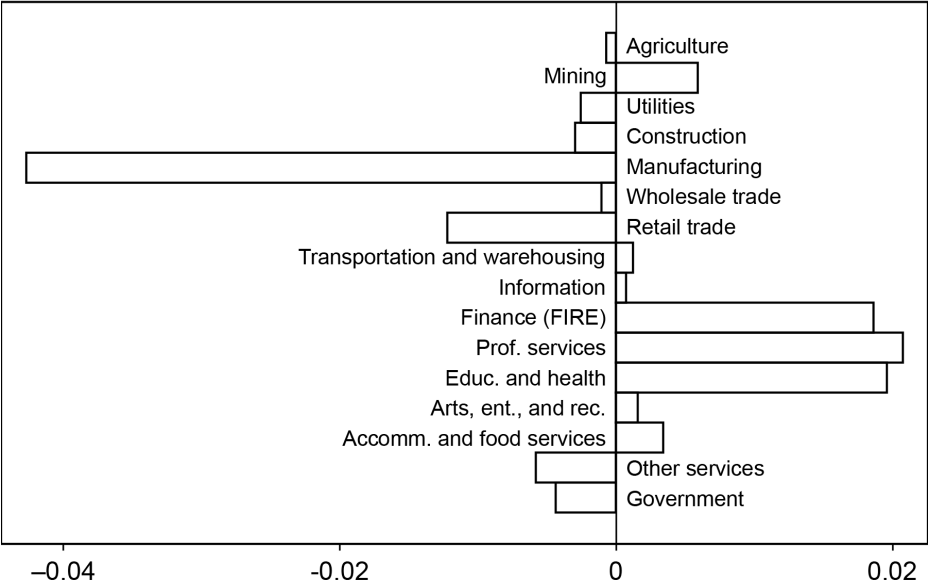 Agriculture
Mining
Utilities
Construction
Manufacturing
Wholesale trade
Retail trade
Transportation and warehousing
Information
Finance (FIRE)
Prof. services
Educ. and health
Arts, ent., and rec.
Accomm. and food services
Other services
Government
–0.04 -0.02 0 0.02